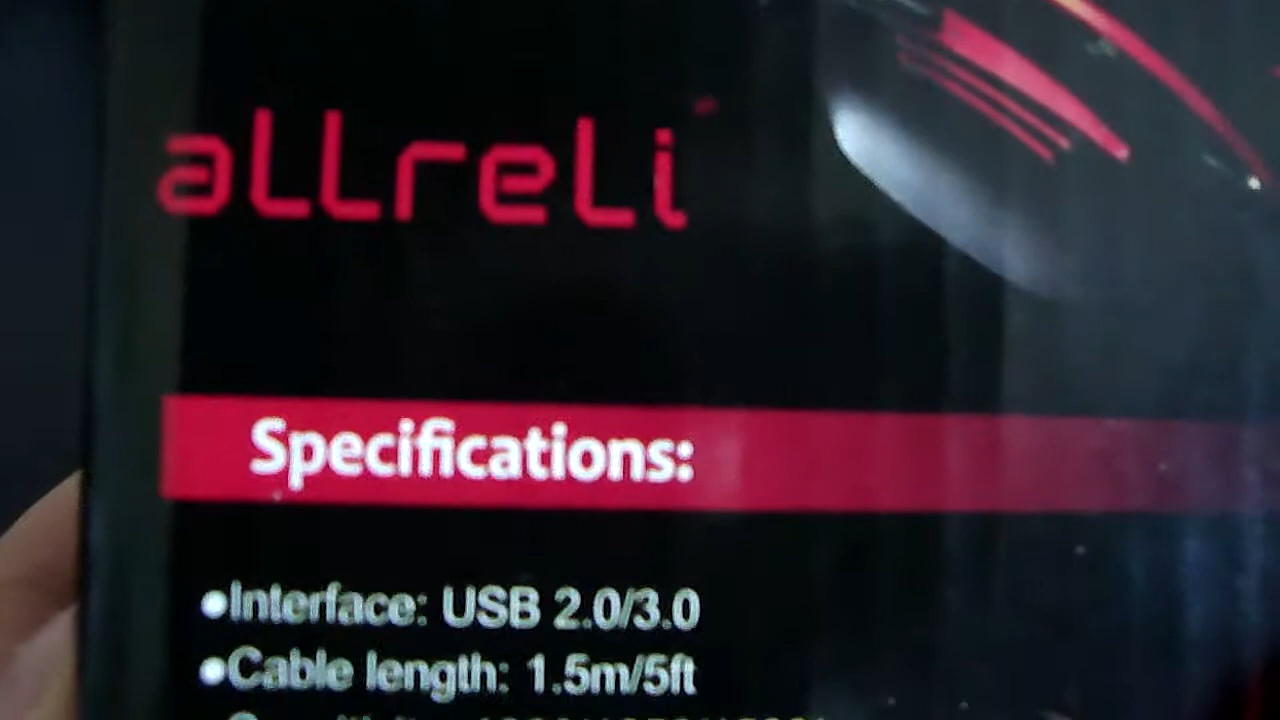 allreli
Specifications:
•Interface: USB 2.0/3.0
•Cable length: 1.5m/5ft